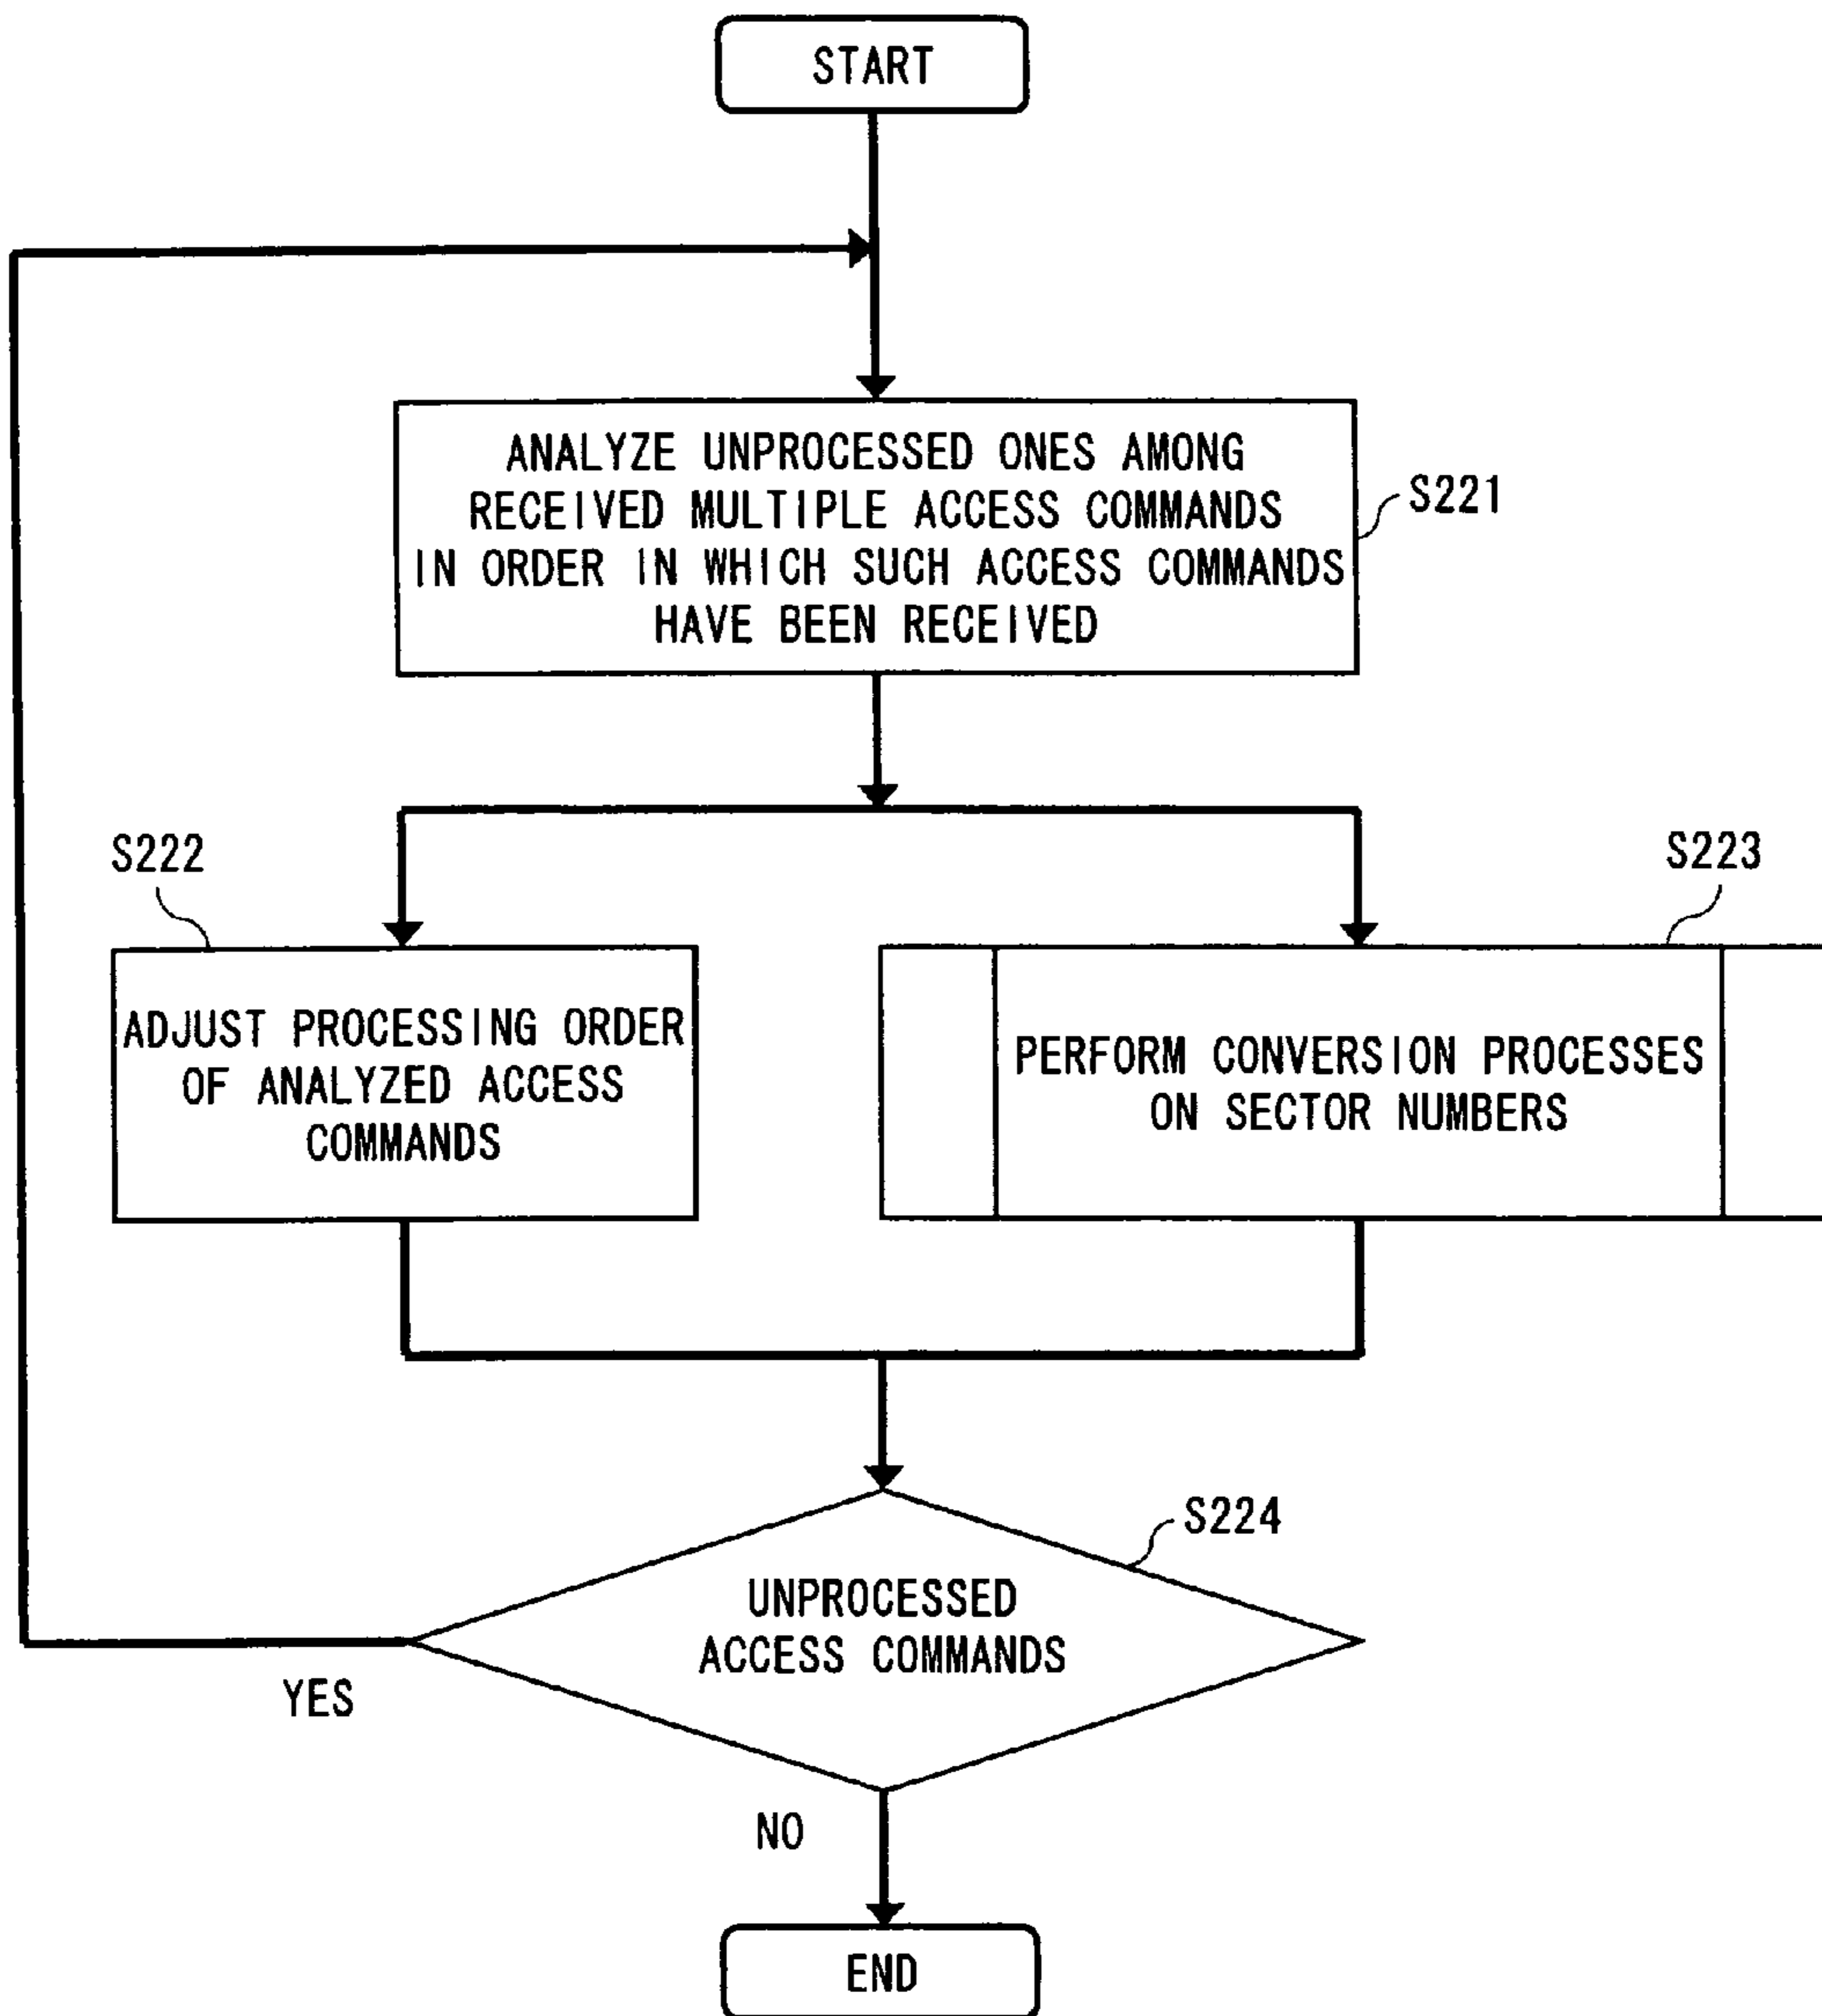 START
ANALYZE UNPROCESSED ONES AMONG
RECEIVED MULTIPLE ACCESS COMMANDS
IN ORDER IN WHICH SUCH ACCESS COMMANDS
HAVE BEEN RECEIVED
S221
S222
S223
ADJUST PROCESSING ORDER
OF ANALYZED ACCESS
COMMANDS
PERFORM CONVERSION PROCESSES
ON SECTOR NUMBERS
S224
UNPROCESSED
ACCESS COMMANDS
YES
NO
END